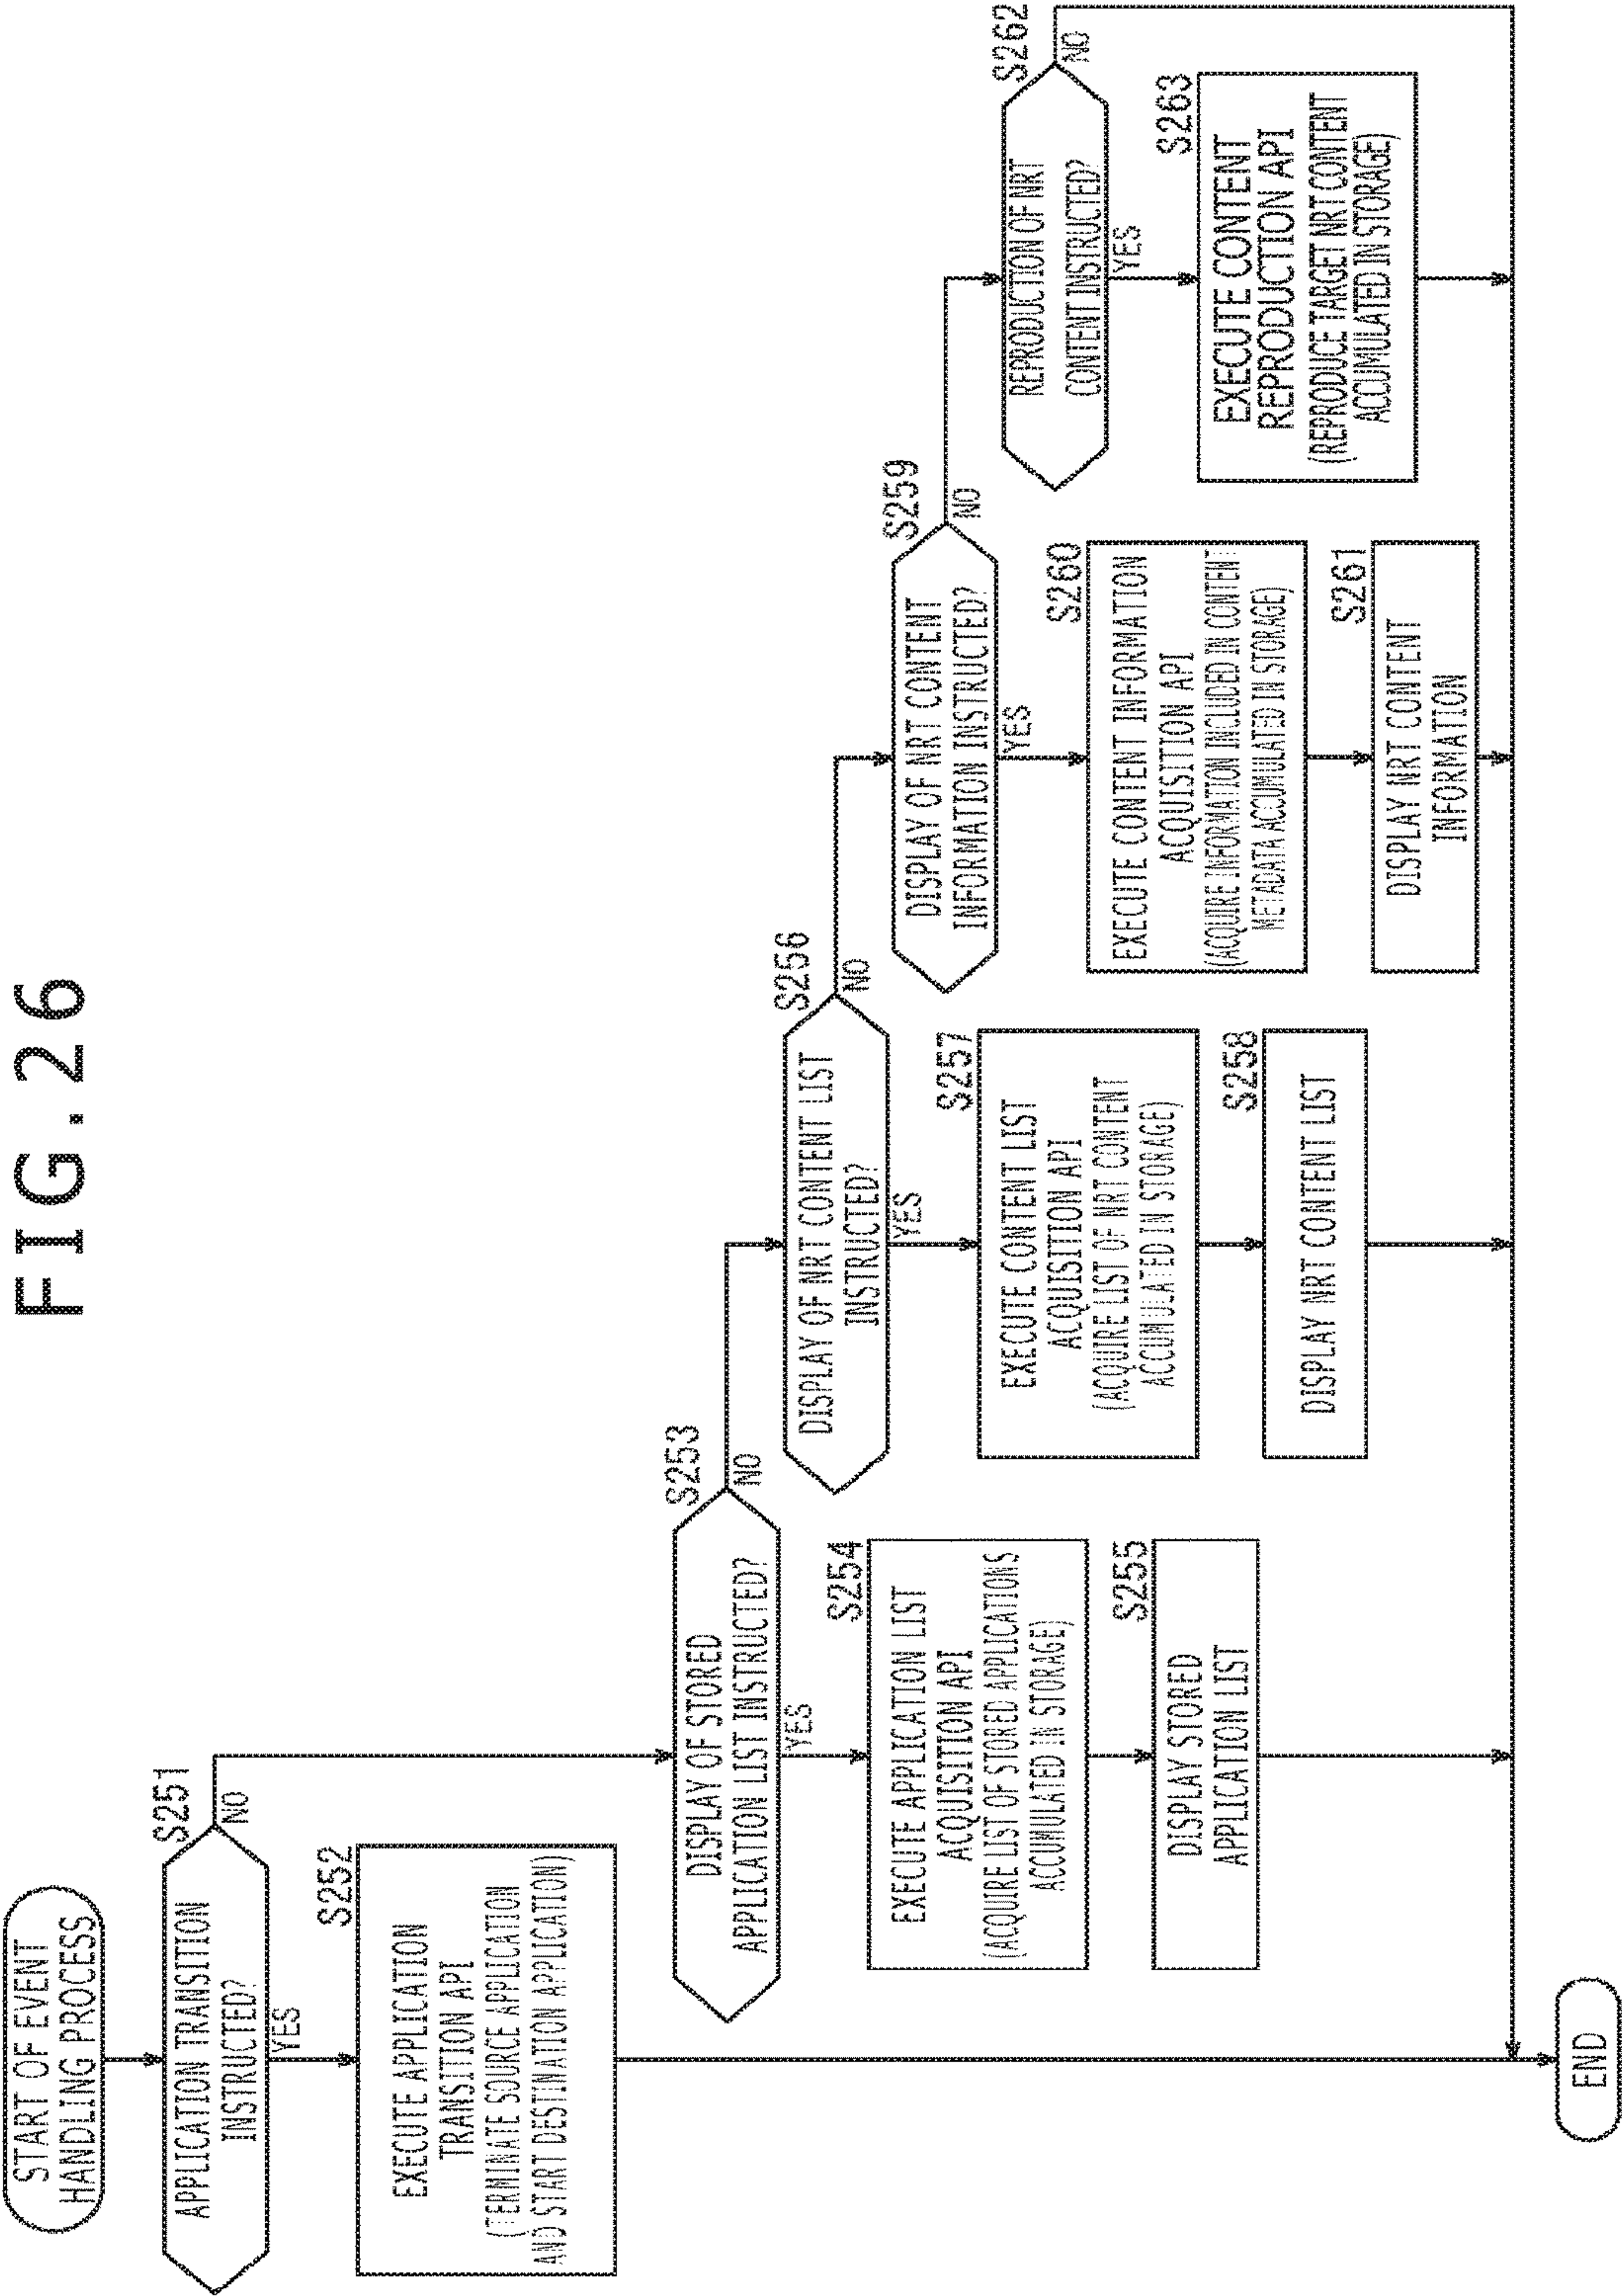 FIG. 26
START OF EVENT
HANDLING PROCESS
S251
APPLICATION TRANSITION
INSTRUCTED?
NO
YES
S252
EXECUTE APPLICATION
TRANSITION API
(TERMINATE SOURCE APPLICATION
AND START DESTINATION APPLICATION)
S253
DISPLAY OF STORED
APPLICATION LIST INSTRUCTED?
NO
YES
S254
EXECUTE APPLICATION LIST
ACQUISITION API
(ACQUIRE LIST OF STORED APPLICATIONS
ACCUMULATED IN STORAGE)
S255
DISPLAY STORED
APPLICATION LIST
S256
DISPLAY OF NRT CONTENT LIST
INSTRUCTED?
NO
YES
S257
EXECUTE CONTENT LIST
ACQUISITION API
(ACQUIRE LIST OF NRT CONTENT
ACCUMULATED IN STORAGE)
S258
DISPLAY NRT CONTENT LIST
S259
DISPLAY OF NRT CONTENT
INFORMATION INSTRUCTED?
NO
YES
S260
EXECUTE CONTENT INFORMATION
ACQUISITION API
(ACQUIRE INFORMATION INCLUDED IN CONTENT
METADATA ACCUMULATED IN STORAGE)
S261
DISPLAY NRT CONTENT
INFORMATION
S262
REPRODUCTION OF NRT
CONTENT INSTRUCTED?
NO
YES
S263
EXECUTE CONTENT
REPRODUCTION API
(REPRODUCE TARGET NRT CONTENT
ACCUMULATED IN STORAGE)
END